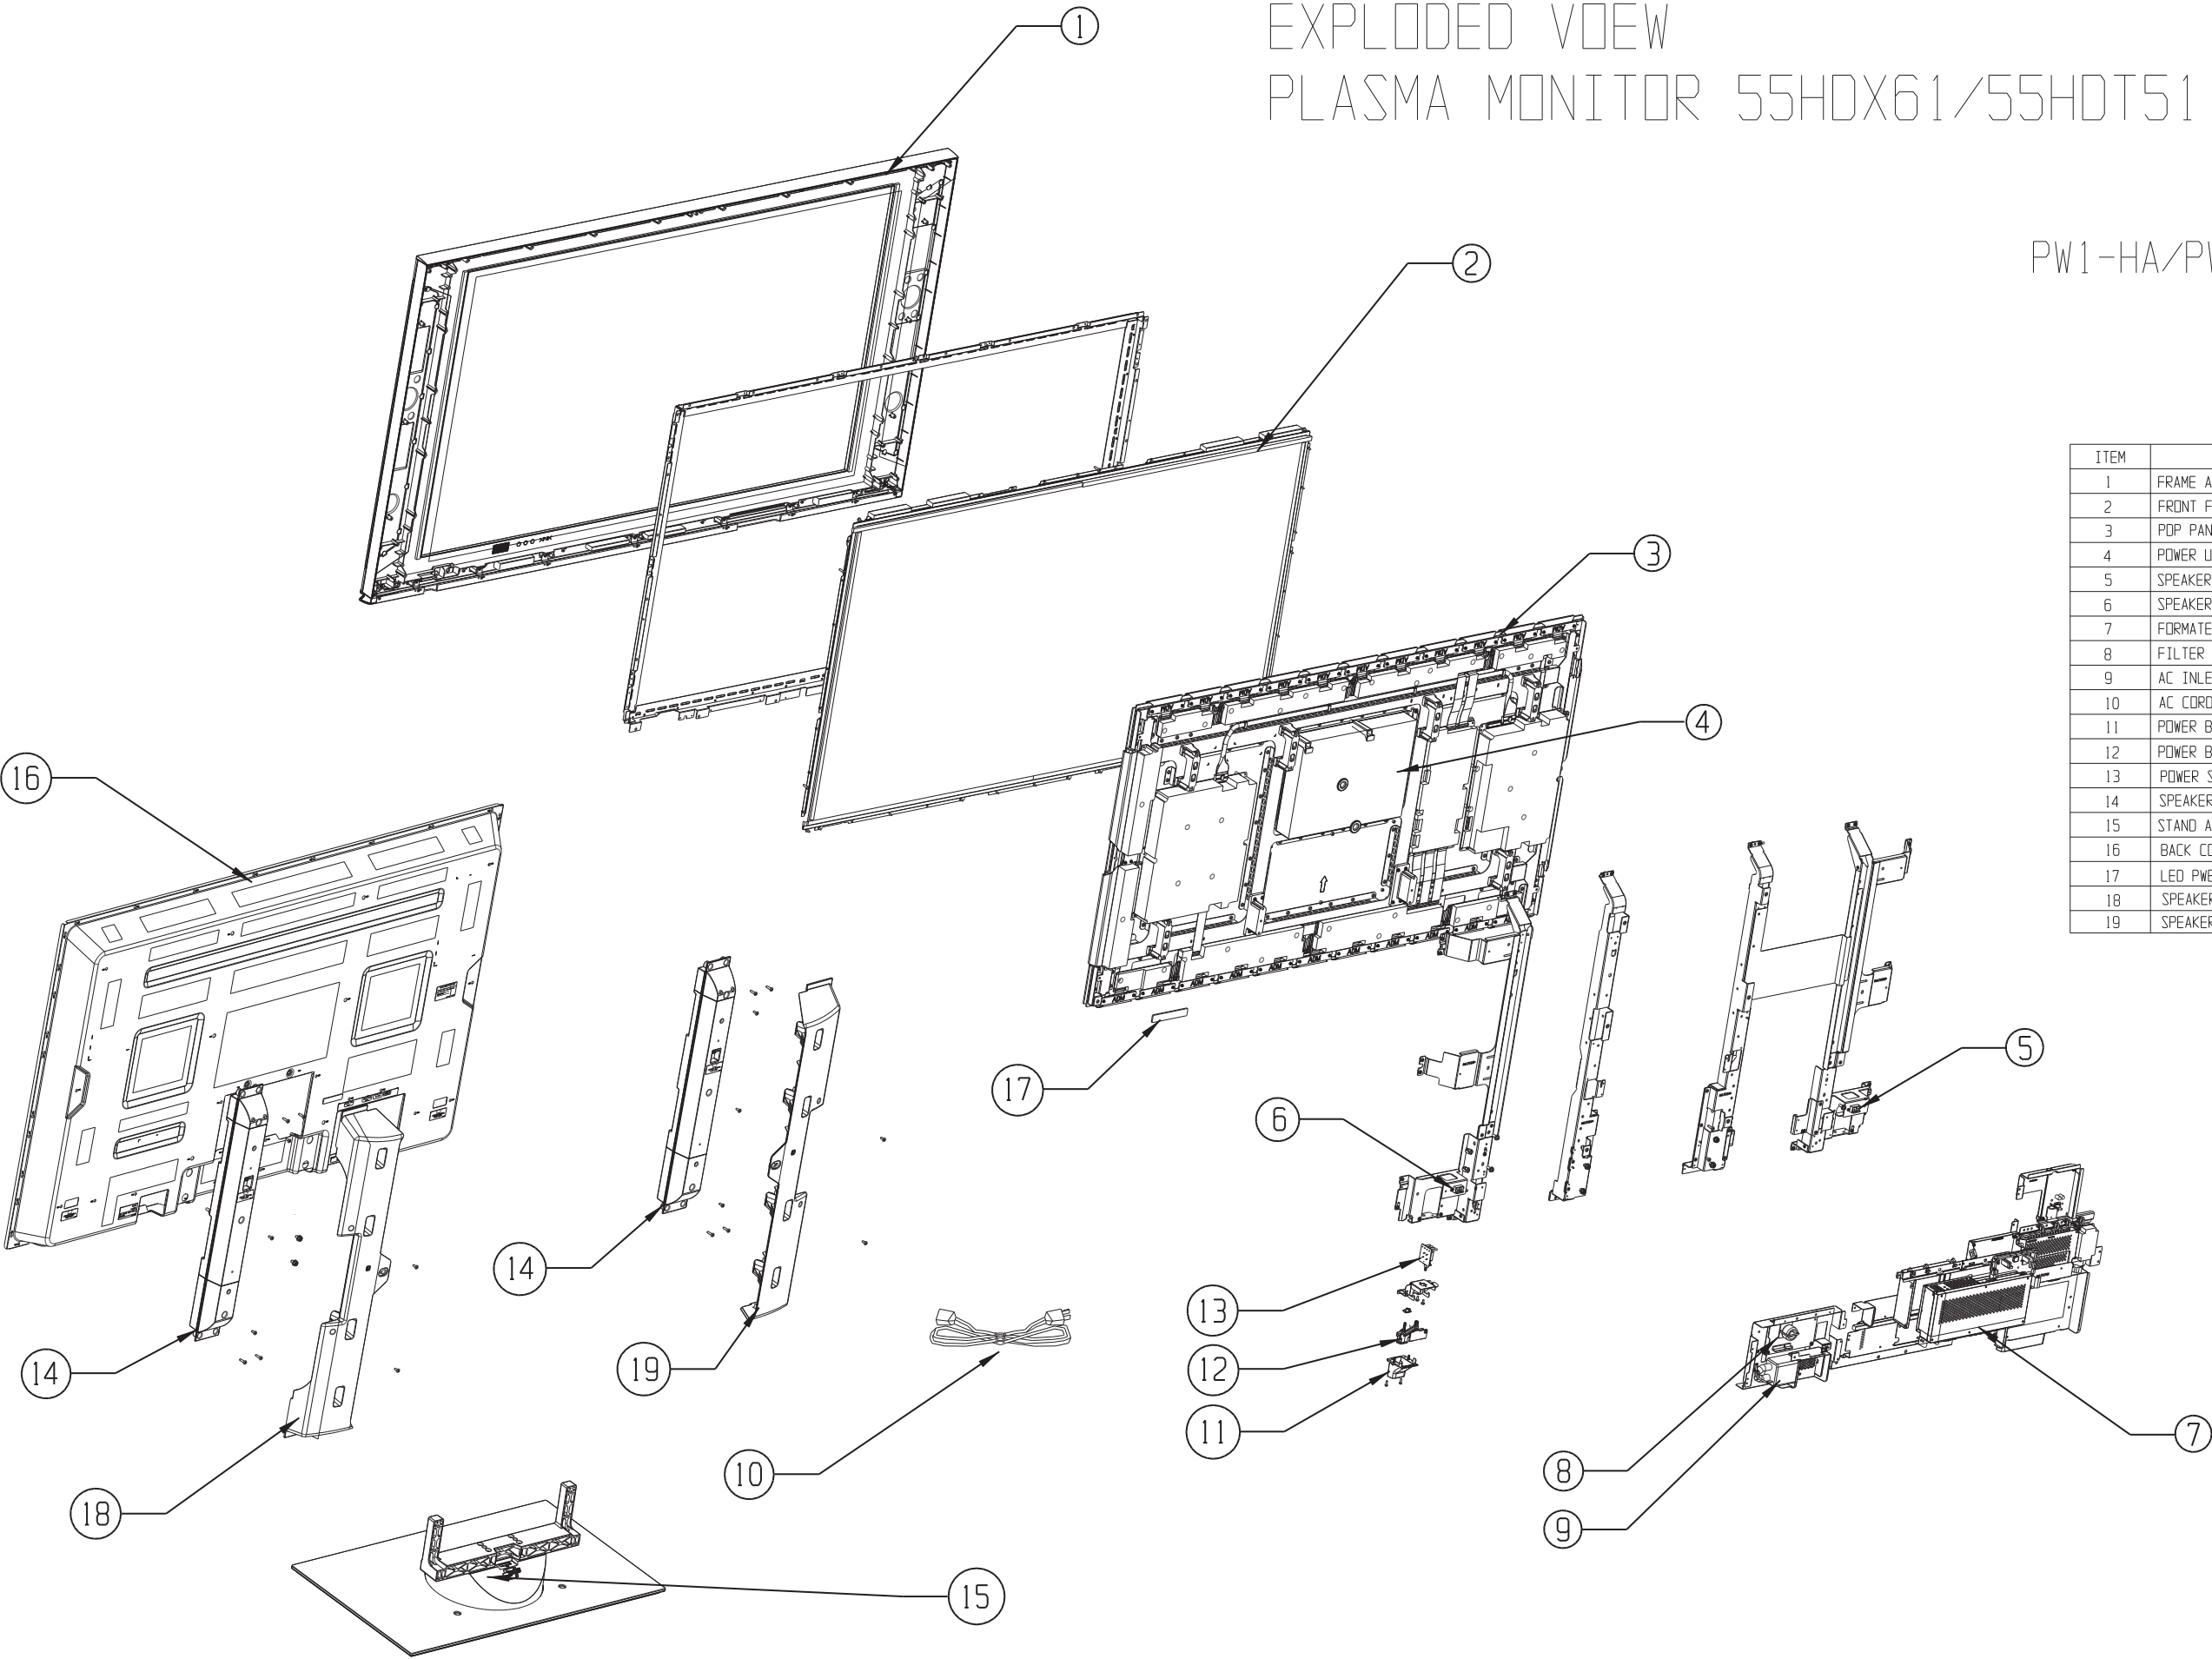 EXPLODED VOEW
PLASMA MONITOR 55HDX61/55HDT51
PW1-HA/PW
1
2
3
4
5
6
7
8
9
10
11
12
13
14
14
15
16
17
18
19
ITEM
1 FRAME A
2 FRONT F
3 PDP PAN
4 POWER U
5 SPEAKER
6 SPEAKER
7 FORMATE
8 FILTER
9 AC INLE
10 AC CORD
11 POWER B
12 POWER B
13 POWER S
14 SPEAKER
15 STAND A
16 BACK CO
17 LED PWB
18 SPEAKER
19 SPEAKER